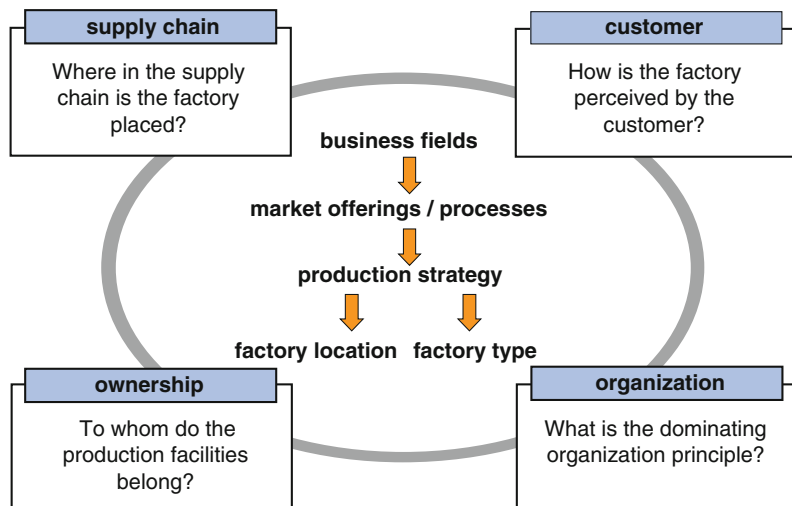 supply chain
Where in the supply
chain is the factory
placed?
customer
How is the factory
perceived by the
customer?
business fields
market offerings / processes
production strategy
factory location
factory type
ownership
To whom do the
production facilities
belong?
organization
What is the dominating
organization principle?